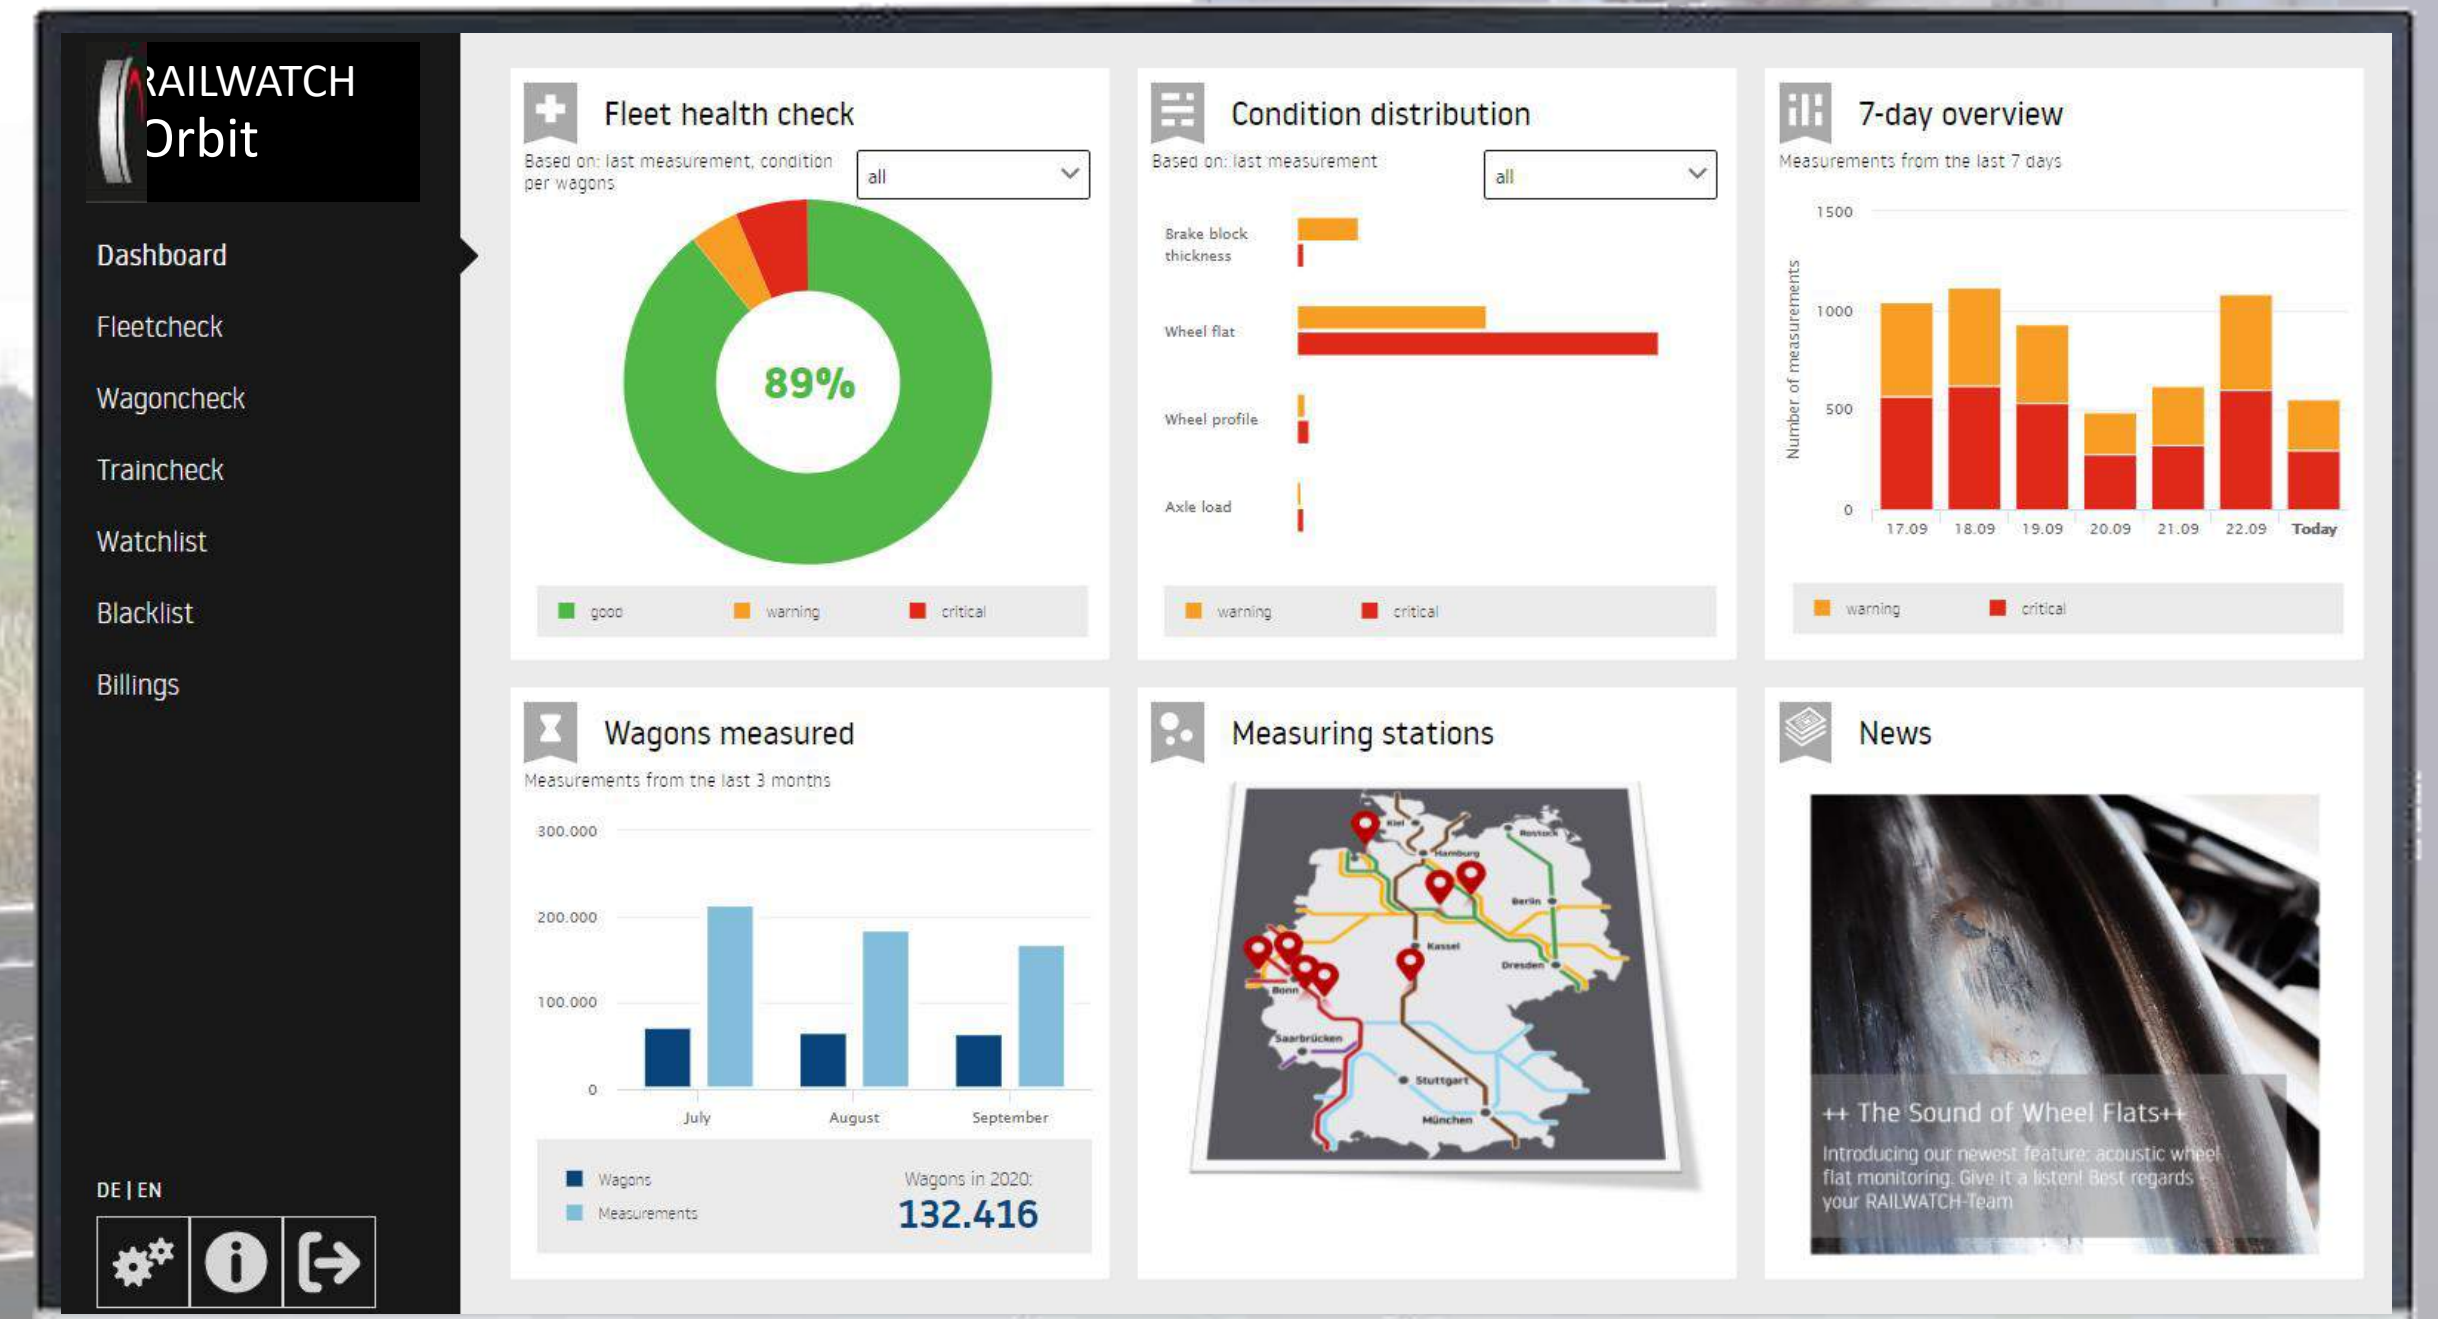 RAILWATCH
Orbit
Dashboard
Fleetcheck
Wagoncheck
Traincheck
Watchlist
Blacklist
Billings
DE | EN
Fleet health check
Based on: last measurement, condition
per wagons
all
89%
good
warning
critical
Condition distribution
Based on: last measurement
all
Brake block
thickness
Wheel flat
Wheel profile
Axle load
warning
critical
7-day overview
Measurements from the last 7 days
Number of measurements
1500
1000
500
0
17.09 18.09 19.09 20.09 21.09 22.09 Today
warning
critical
Wagons measured
Measurements from the last 3 months
300.000
200.000
100.000
0
July August September
Wagons
Measurements
Wagons in 2020:
132.416
Measuring stations
Kiel
Rostock
Hamburg
Berlin
Kassel
Dresden
Bonn
Saarbrücken
Stuttgart
München
News
++ The Sound of Wheel Flats++
Introducing our newest feature: acoustic wheel
flat monitoring. Give it a listen! Best regards
your RAILWATCH-Team